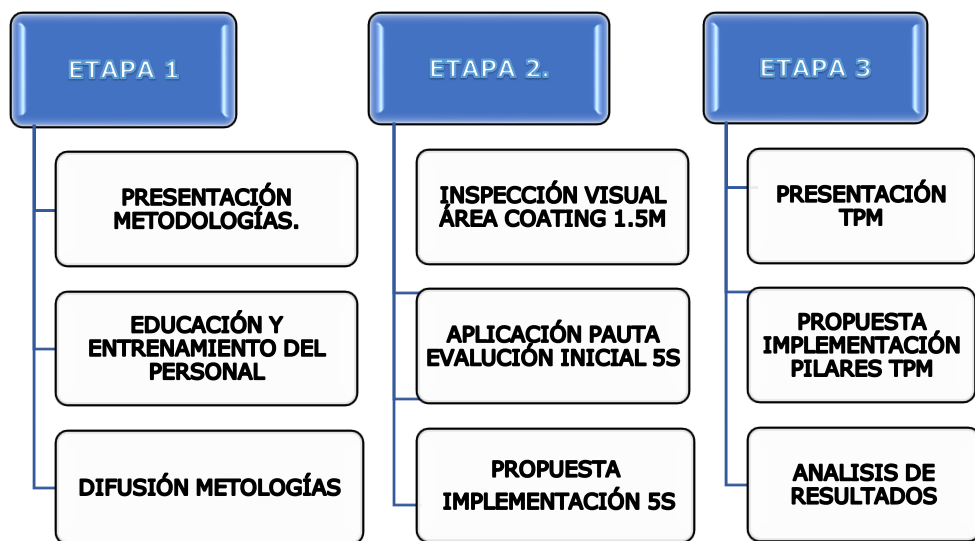 ETAPA 1
PRESENTACIÓN
METODOLOGÍAS.
EDUCACIÓN Y
ENTRENAMIENTO DEL
PERSONAL
DIFUSIÓN METOLOGÍAS
ETAPA 2.
INSPECCIÓN VISUAL
ÁREA COATING 1.5M
APLICACIÓN PAUTA
EVALUCIÓN INICIAL 5S
PROPUESTA
IMPLEMENTACIÓN 5S
ETAPA 3
PRESENTACIÓN
TPM
PROPUESTA
IMPLEMENTACIÓN
PILARES TPM
ANALISIS DE
RESULTADOS